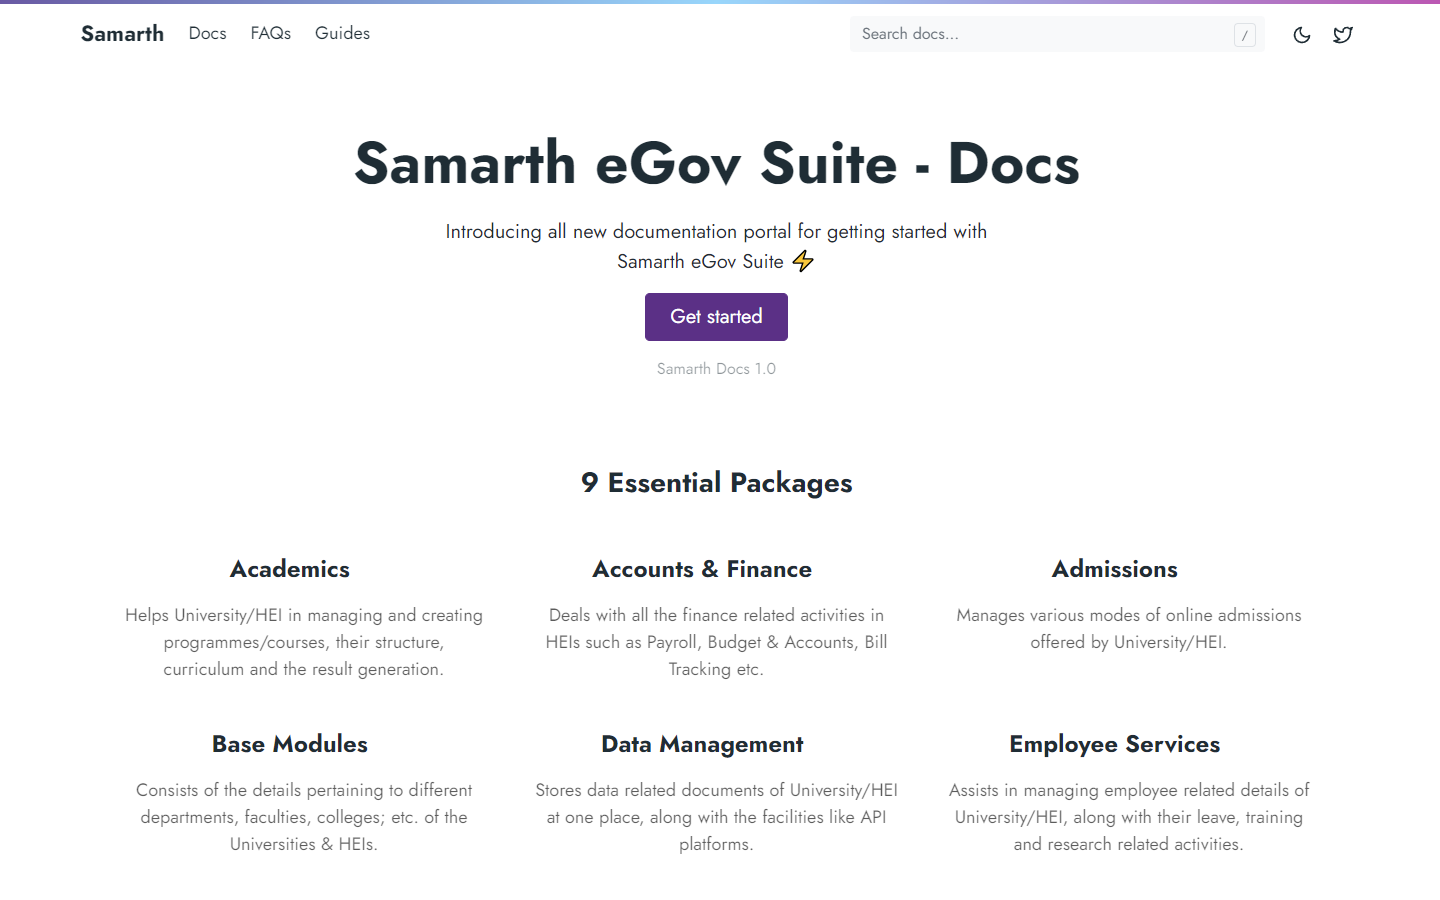 Samarth Docs FAQs Guides Search docs... /
Samarth eGov Suite - Docs
Introducing all new documentation portal for getting started with
Samarth eGov Suite ⚡
Get started
Samarth Docs 1.0
9 Essential Packages
Academics
Helps University/HEI in managing and creating
programmes/courses, their structure,
curriculum and the result generation.
Accounts & Finance
Deals with all the finance related activities in
HEIs such as Payroll, Budget & Accounts, Bill
Tracking etc.
Admissions
Manages various modes of online admissions
offered by University/HEI.
Base Modules
Consists of the details pertaining to different
departments, faculties, colleges; etc. of the
Universities & HEIs.
Data Management
Stores data related documents of University/HEI
at one place, along with the facilities like API
platforms.
Employee Services
Assists in managing employee related details of
University/HEI, along with their leave, training
and research related activities.